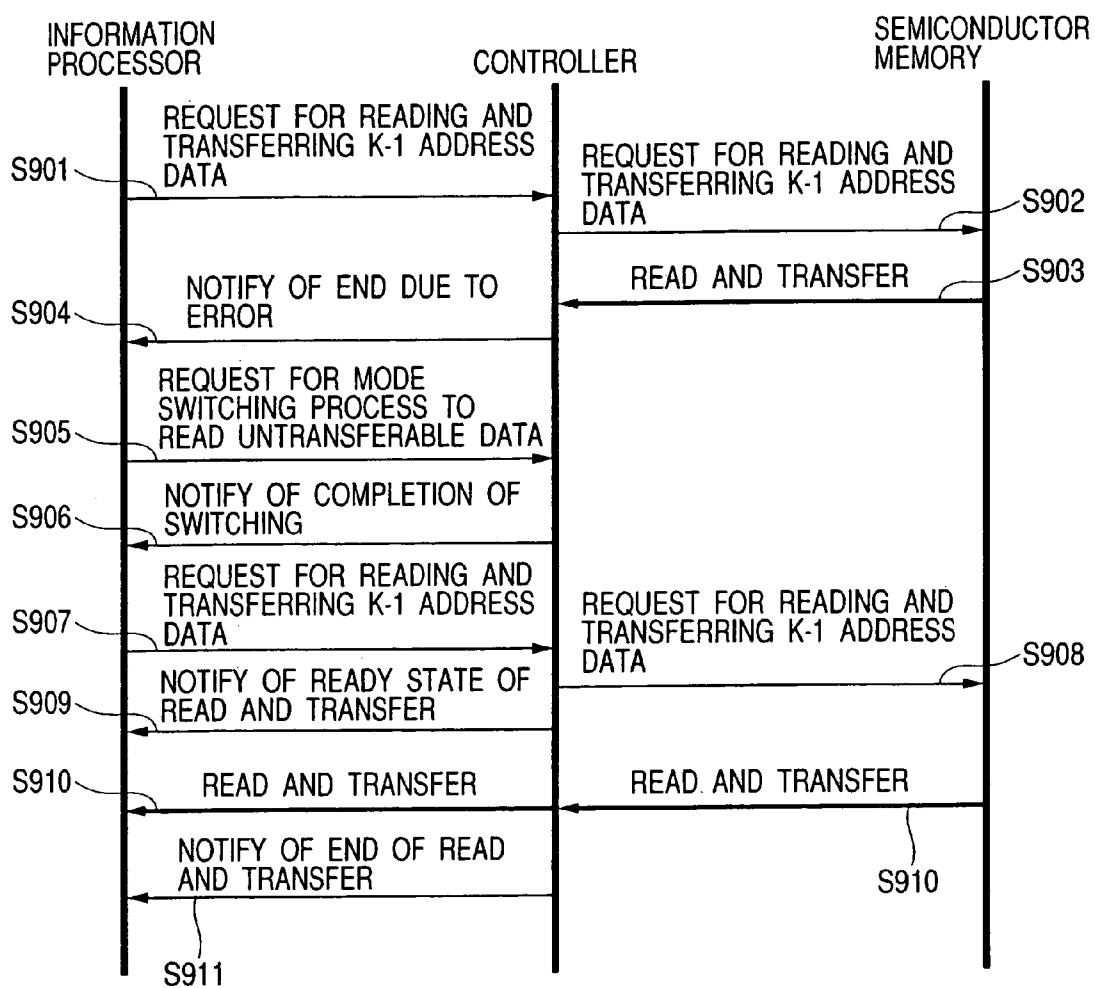 INFORMATION
PROCESSOR
CONTROLLER
SEMICONDUCTOR
MEMORY
REQUEST FOR READING AND
TRANSFERRING K-1 ADDRESS
DATA
S901
REQUEST FOR READING AND
TRANSFERRING K-1 ADDRESS
DATA
S902
READ AND TRANSFER
S903
NOTIFY OF END DUE TO
ERROR
S904
REQUEST FOR MODE
SWITCHING PROCESS TO
READ UNTRANSFERABLE DATA
S905
NOTIFY OF COMPLETION OF
SWITCHING
S906
REQUEST FOR READING AND
TRANSFERRING K-1 ADDRESS
DATA
S907
REQUEST FOR READING AND
TRANSFERRING K-1 ADDRESS
DATA
S908
NOTIFY OF READY STATE OF
READ AND TRANSFER
S909
S910
READ AND TRANSFER
READ AND TRANSFER
S910
NOTIFY OF END OF READ
AND TRANSFER
S911